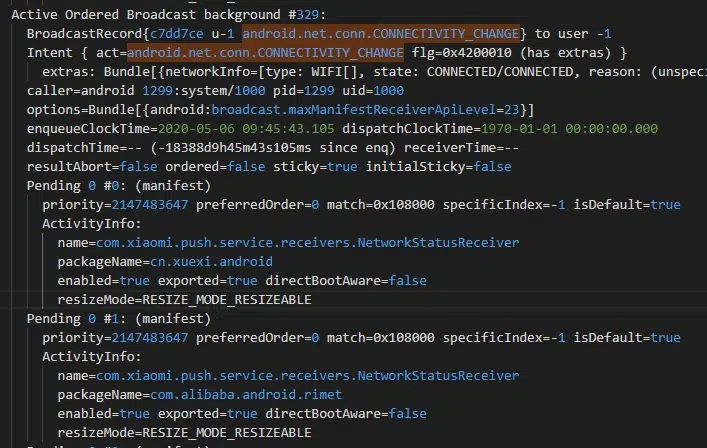 Active Ordered Broadcast background #329:
BroadcastRecord{c7dd7ce u-1 android.net.conn.CONNECTIVITY_CHANGE} to user -1
Intent { act=android.net.conn.CONNECTIVITY_CHANGE flg=0x4200010 (has extras) }
extras: Bundle[{networkInfo=[type: WIFI[], state: CONNECTED/CONNECTED, reason: (unspec
caller=android 1299:system/1000 pid=1299 uid=1000
options=Bundle[{android:broadcast.maxManifestReceiverApiLevel=23}]
enqueueClockTime=2020-05-06 09:45:43.105 dispatchClockTime=1970-01-01 00:00:00.000
dispatchTime=-- (-18388d9h45m43s105ms since enq) receiverTime=--
resultAbort=false ordered=false sticky=true initialSticky=false
Pending 0 #0: (manifest)
priority=2147483647 preferredOrder=0 match=0x108000 specificIndex=-1 isDefault=true
ActivityInfo:
name=com.xiaomi.push.service.receivers.NetworkStatusReceiver
packageName=cn.xuexi.android
enabled=true exported=true directBootAware=false
resizeMode=RESIZE_MODE_RESIZEABLE
Pending 0 #1: (manifest)
priority=2147483647 preferredOrder=0 match=0x108000 specificIndex=-1 isDefault=true
ActivityInfo:
name=com.xiaomi.push.service.receivers.NetworkStatusReceiver
packageName=com.alibaba.android.rimet
enabled=true exported=true directBootAware=false
resizeMode=RESIZE_MODE_RESIZEABLE